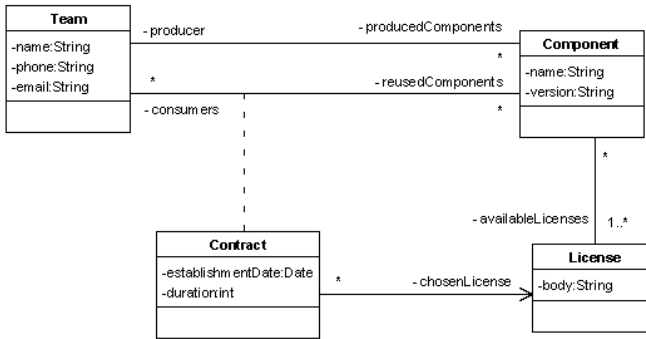 Team
-name:String
-phone:String
-email:String
-producer
-producedComponents
*
Component
-name:String
-version:String
*
-consumers
-reusedComponents
*
*
-availableLicenses
1..*
Contract
-establishmentDate:Date
-duration:int
*
-chosenLicense
License
-body:String